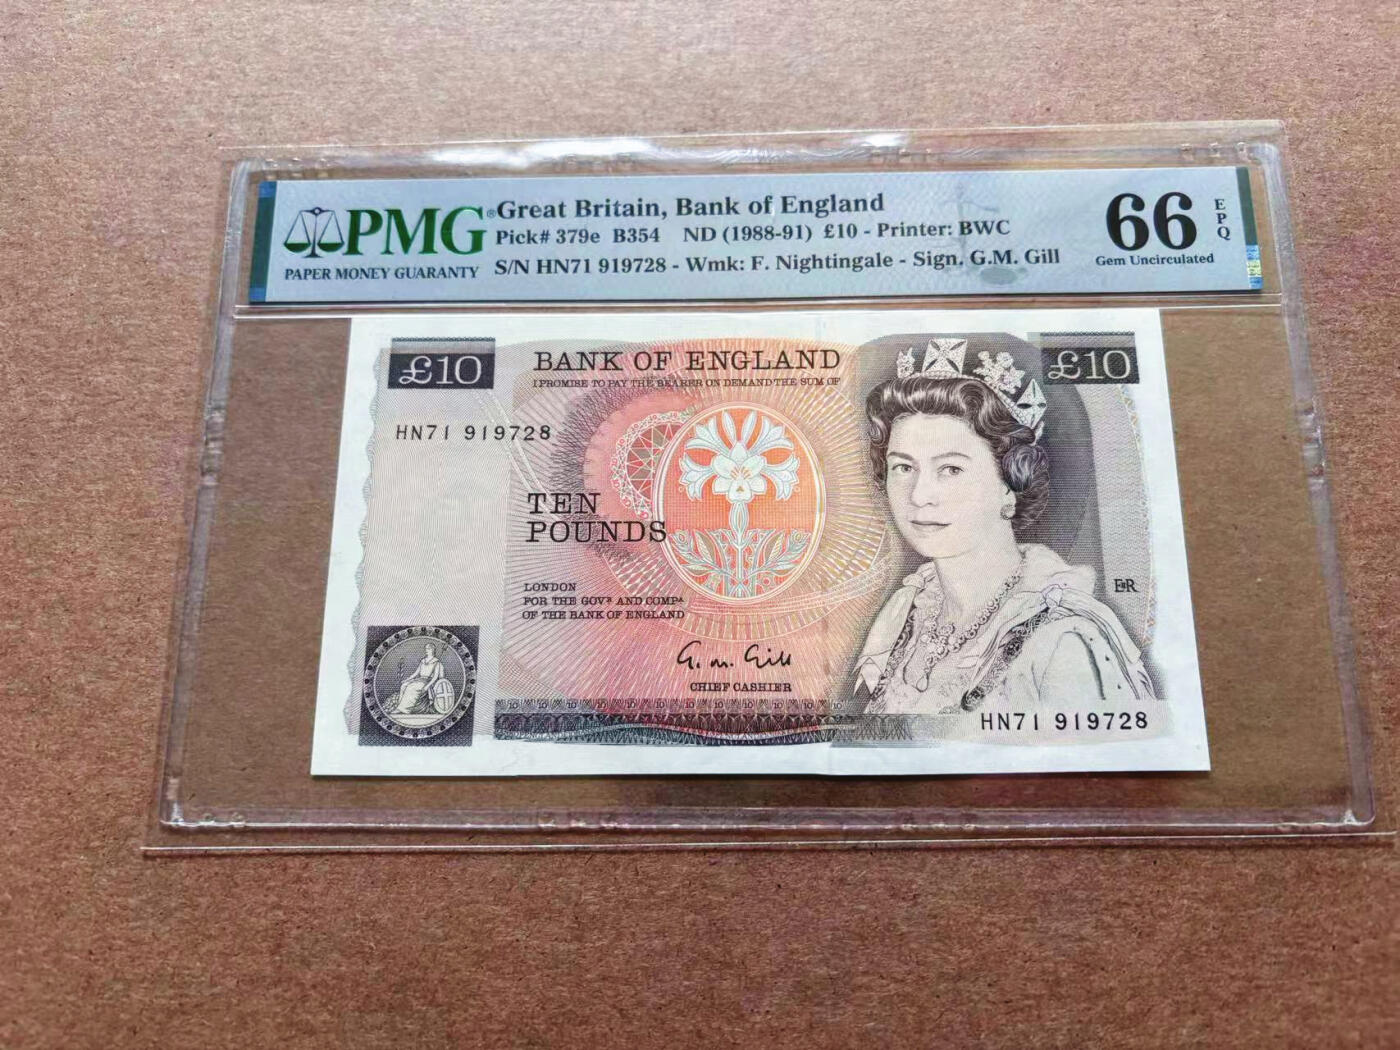 PMG®
PAPER MONEY GUARANTY
Great Britain, Bank of England
Pick# 379e B354 ND (1988-91) £10 - Printer: BWC
S/N HN71 919728 - Wmk: F. Nightingale - Sign. G.M. Gill
66
Gem Uncirculated
EPQ
£10
BANK OF ENGLAND
£10
I PROMISE TO PAY THE BEARER ON DEMAND THE SUM OF
HN71 919728
TEN
POUNDS
LONDON
FOR THE GOVR AND COMPA
OF THE BANK OF ENGLAND
EIIR
G. M. Gill
CHIEF CASHIER
HN71 919728